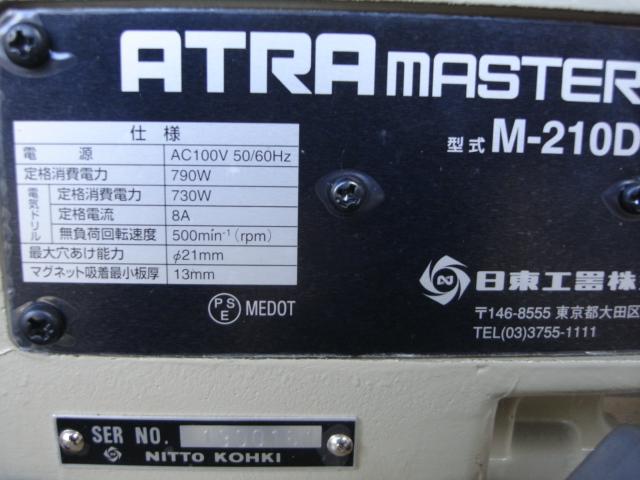 ATRA MASTER
型式 M-210D
仕様
電源 AC100V 50/60Hz
定格消費電力 790W
電気ドリル 定格消費電力 730W
定格電流 8A
無負荷回転速度 500min⁻¹ (rpm)
最大穴あけ能力 φ21mm
マグネット吸着最小板厚 13mm
PSE MEDOT
日東工器株
〒146-8555 東京都大田区
TEL(03)3755-1111
SER NO.
NITTO KOHKI